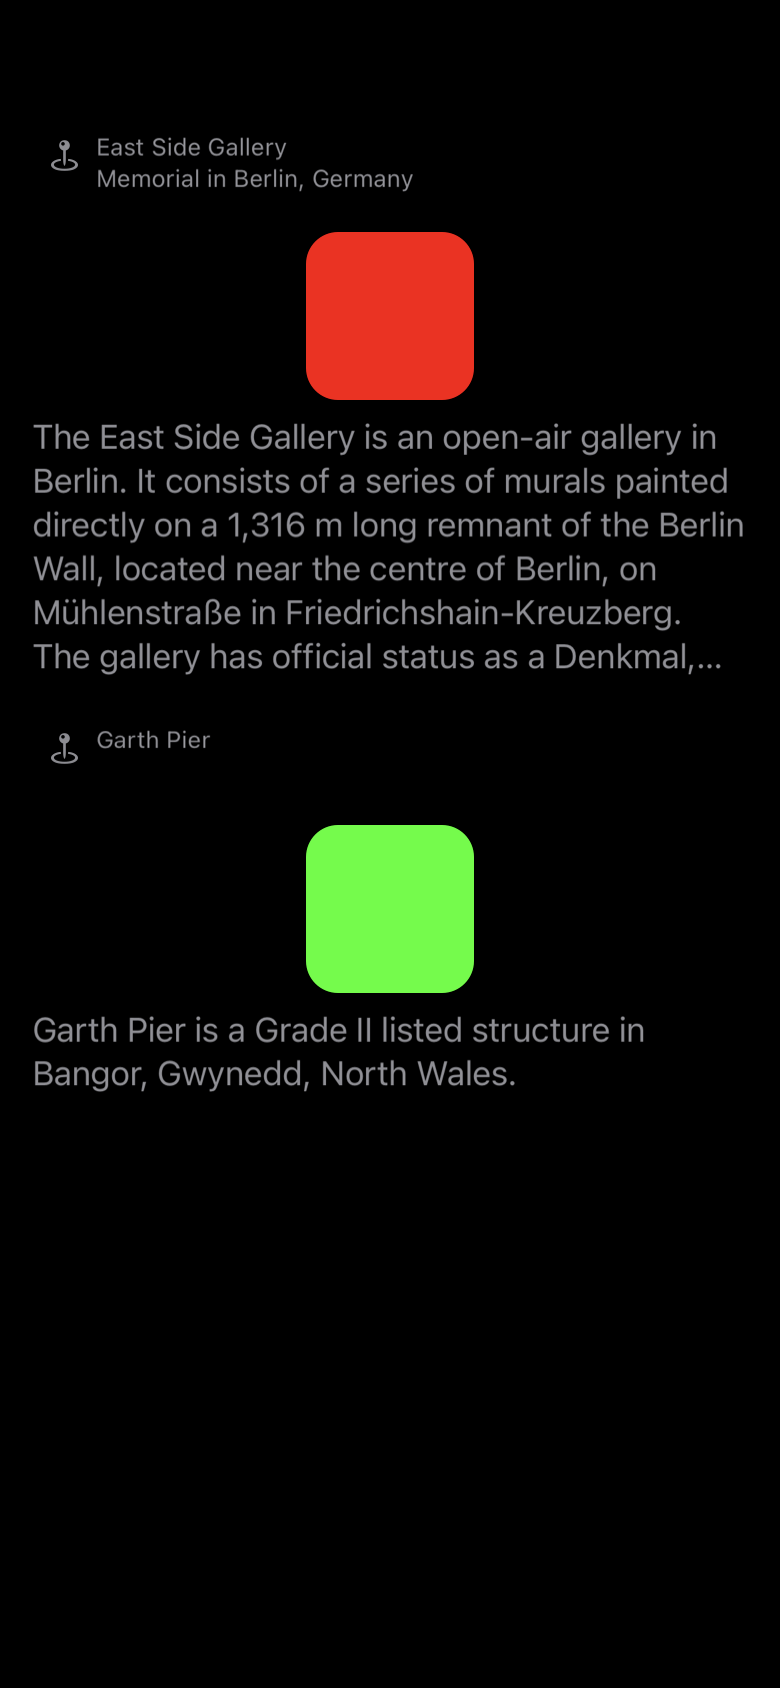 East Side Gallery
Memorial in Berlin, Germany
The East Side Gallery is an open-air gallery in
Berlin. It consists of a series of murals painted
directly on a 1,316 m long remnant of the Berlin
Wall, located near the centre of Berlin, on
Mühlenstraße in Friedrichshain-Kreuzberg.
The gallery has official status as a Denkmal,...
Garth Pier
Garth Pier is a Grade II listed structure in
Bangor, Gwynedd, North Wales.